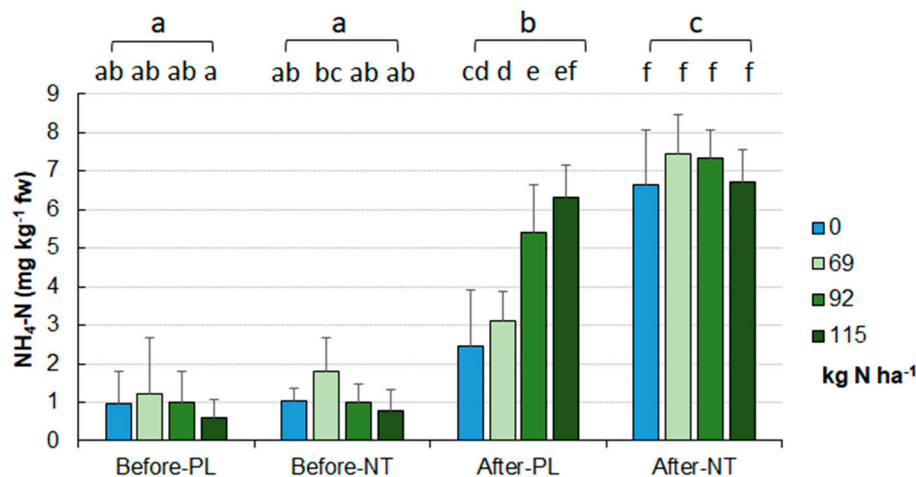 a a b c
ab ab ab a ab bc ab ab cd d e ef f f f f
NH₄-N (mg kg⁻¹ fw)
9
8
7
6
5
4
3
2
1
0
Before-PL Before-NT After-PL After-NT
0
69
92
115
kg N ha⁻¹